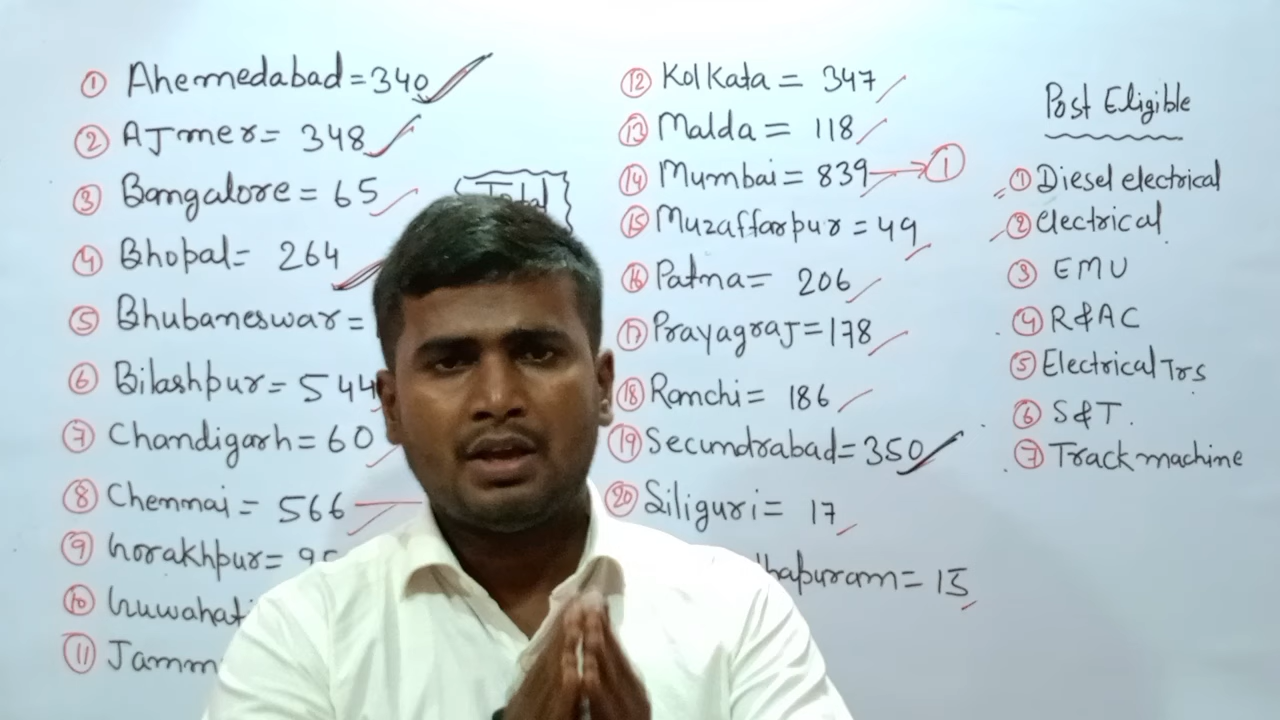 ① Ahemedabad = 340
② AJmer = 348
③ Bangalore = 65
④ Bhopal = 264
⑤ Bhubaneswar =
⑥ Bilashpur = 544
⑦ Chandigarh = 60
⑧ Chennai = 566
⑨ Gorakhpur =
⑩ Guwahati
⑪ Jamm
Total
⑫ KolKata = 347
⑬ Malda = 118
⑭ Mumbai = 839 → ①
⑮ Muzaffarpur = 49
⑯ Patna = 206
⑰ PrayagraJ = 178
⑱ Ranchi = 186
⑲ Secundrabad = 350
⑳ Siliguri = 17
hapuram = 15
Post Eligible
① Diesel electrical
② electrical
③ EMU
④ R&AC
⑤ Electrical Trs
⑥ S&T.
⑦ Track machine